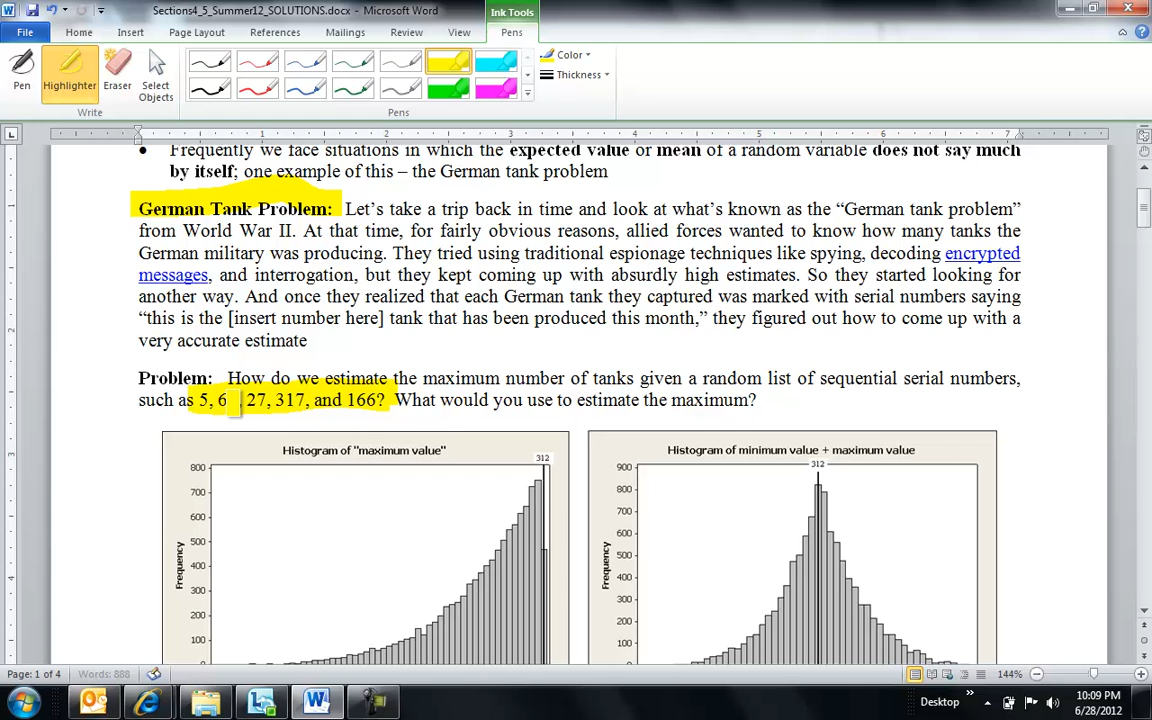 Sections4_5_Summer12_SOLUTIONS.docx - Microsoft Word
Ink Tools
File Home Insert Page Layout References Mailings Review View Pens
Pen Highlighter Eraser Select Objects
Color
Thickness
Write Pens
1 2 3 4 5 6 7
Frequently we face situations in which the expected value or mean of a random variable does not say much
by itself; one example of this – the German tank problem
German Tank Problem: Let’s take a trip back in time and look at what’s known as the “German tank problem”
from World War II. At that time, for fairly obvious reasons, allied forces wanted to know how many tanks the
German military was producing. They tried using traditional espionage techniques like spying, decoding encrypted
messages, and interrogation, but they kept coming up with absurdly high estimates. So they started looking for
another way. And once they realized that each German tank they captured was marked with serial numbers saying
“this is the [insert number here] tank that has been produced this month,” they figured out how to come up with a
very accurate estimate
Problem: How do we estimate the maximum number of tanks given a random list of sequential serial numbers,
such as 5, 6 , 27, 317, and 166? What would you use to estimate the maximum?
Histogram of "maximum value"
312
800
700
600
500
400
300
200
100
Frequency
Histogram of minimum value + maximum value
312
900
800
700
600
500
400
300
200
100
Frequency
Page: 1 of 4 Words: 888 144%
Desktop 10:09 PM
6/28/2012